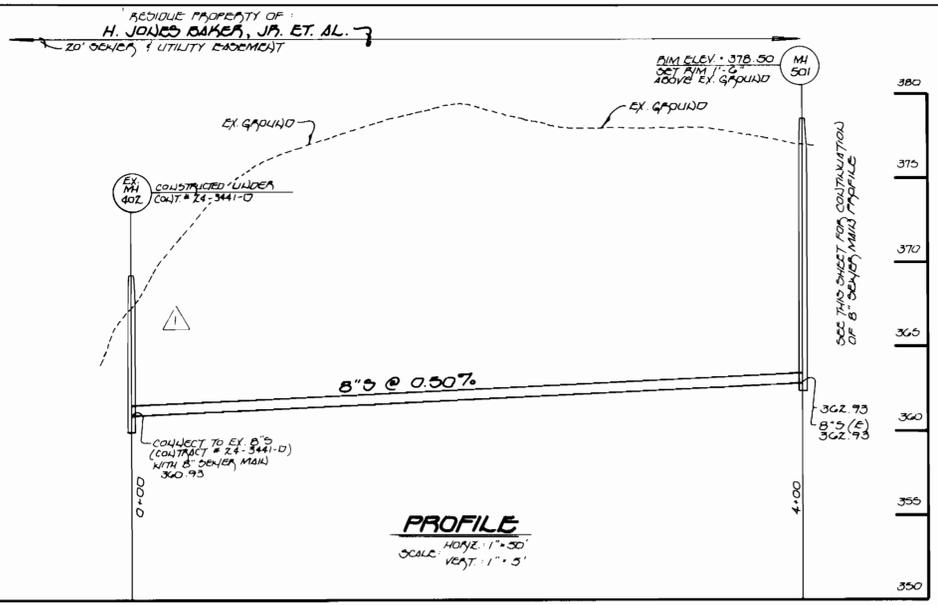 RESIDUE PROPERTY OF :
H. JONES BAKER, JR. ET. AL.
20' SEWER & UTILITY EASEMENT
RIM ELEV. = 378.50
SET RIM 1'-6"
ABOVE EX. GROUND
MH
501
380
EX. GROUND
EX. GROUND
375
EX.
MH
402
CONSTRUCTED UNDER
CONT. # 24-3441-D
SEE THIS SHEET FOR CONTINUATION
OF 8" SEWER MAIN PROFILE
370
1
365
8"S @ 0.50%
362.93
8"S (E)
362.93
360
CONNECT TO EX. 8"S
(CONTRACT # 24-3441-D)
WITH 8" SEWER MAIN
360.93
0+00
4+00
355
PROFILE
SCALE: HORIZ. : 1" = 50'
VERT. : 1" = 5'
350